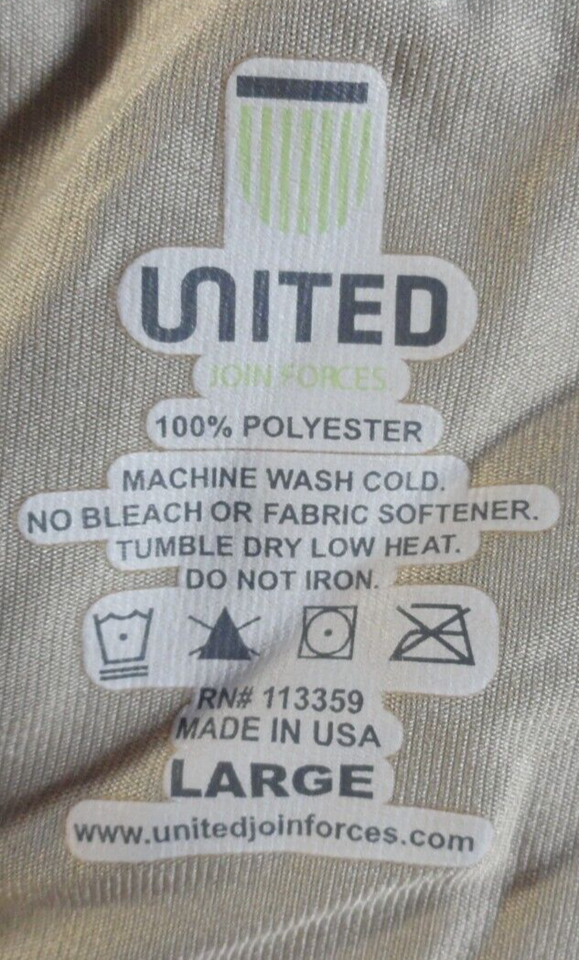 UNITED
JOIN FORCES
100% POLYESTER
MACHINE WASH COLD.
NO BLEACH OR FABRIC SOFTENER.
TUMBLE DRY LOW HEAT.
DO NOT IRON.
RN# 113359
MADE IN USA
LARGE
www.unitedjoinforces.com